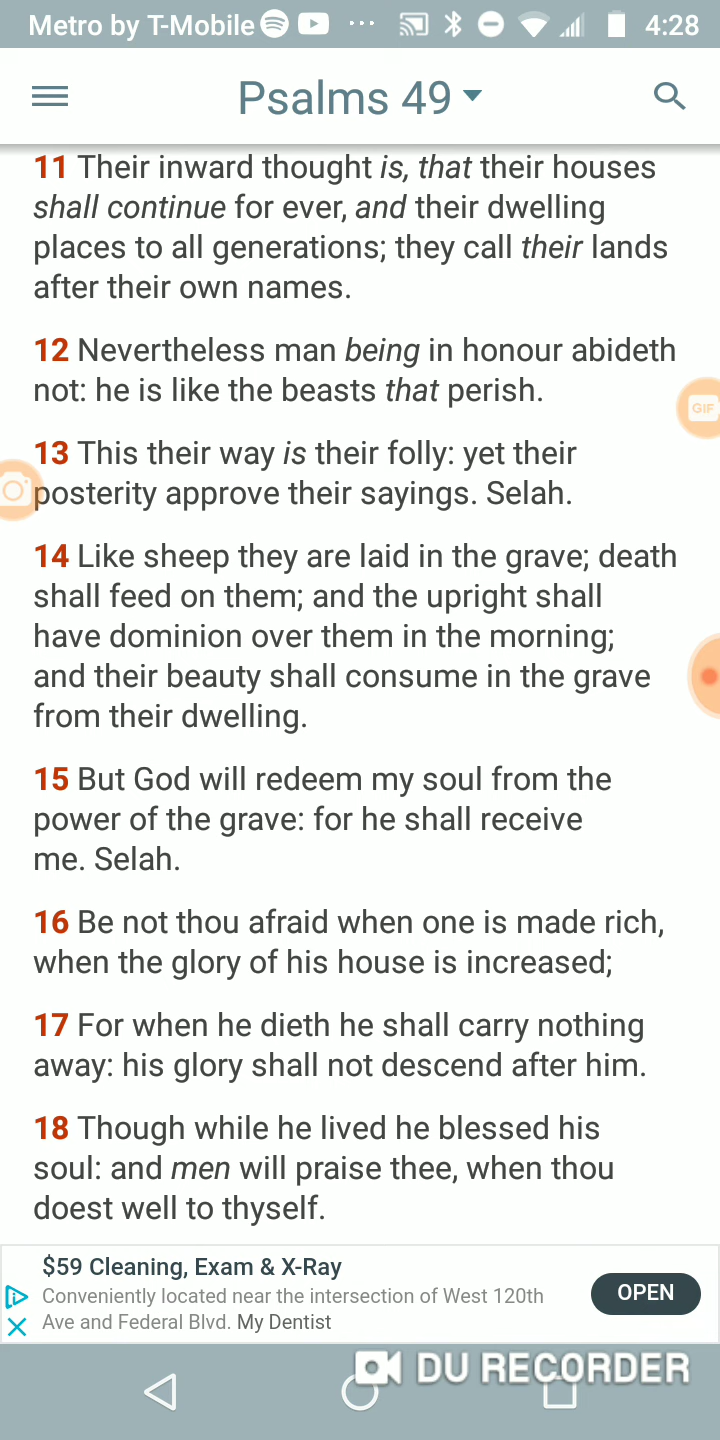 Metro by T-Mobile ... 4:28
Psalms 49
11 Their inward thought is, that their houses
shall continue for ever, and their dwelling
places to all generations; they call their lands
after their own names.
12 Nevertheless man being in honour abideth
not: he is like the beasts that perish.
13 This their way is their folly: yet their
posterity approve their sayings. Selah.
14 Like sheep they are laid in the grave; death
shall feed on them; and the upright shall
have dominion over them in the morning;
and their beauty shall consume in the grave
from their dwelling.
15 But God will redeem my soul from the
power of the grave: for he shall receive
me. Selah.
16 Be not thou afraid when one is made rich,
when the glory of his house is increased;
17 For when he dieth he shall carry nothing
away: his glory shall not descend after him.
18 Though while he lived he blessed his
soul: and men will praise thee, when thou
doest well to thyself.
GIF
$59 Cleaning, Exam & X-Ray
Conveniently located near the intersection of West 120th
Ave and Federal Blvd. My Dentist
OPEN
DU RECORDER